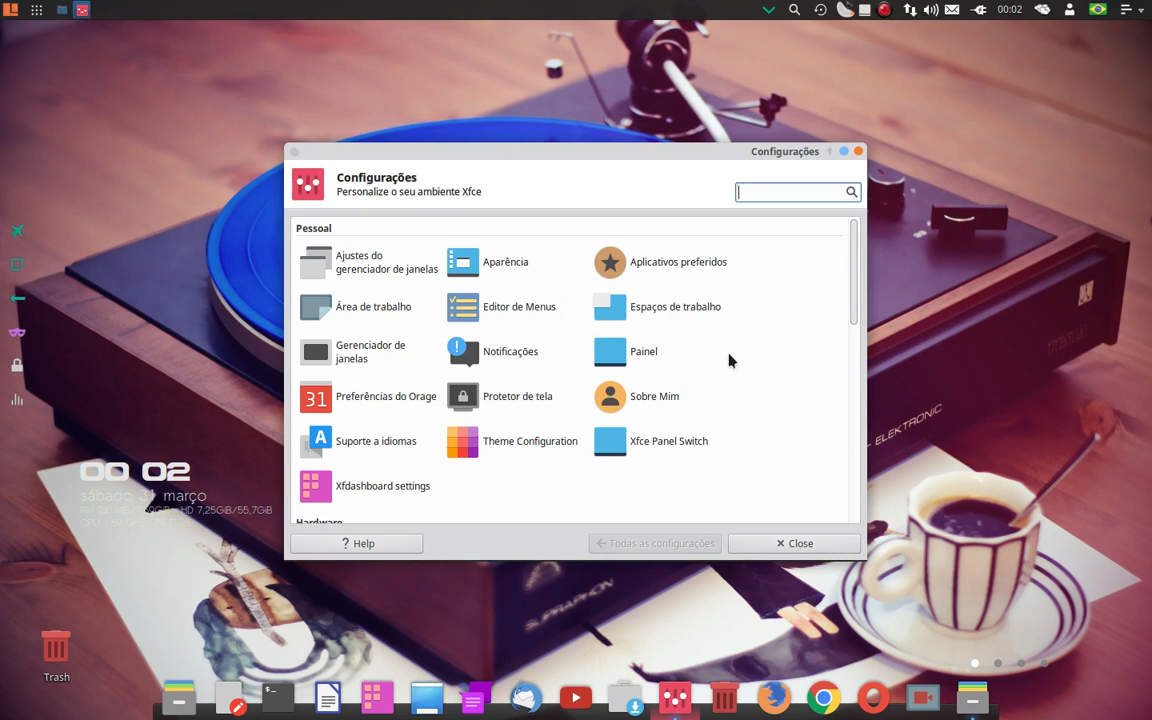 00:02
Configurações
Configurações
Personalize o seu ambiente Xfce
Pessoal
Ajustes do
gerenciador de janelas
Aparência
Aplicativos preferidos
Área de trabalho
Editor de Menus
Espaços de trabalho
Gerenciador de
janelas
Notificações
Painel
31
Preferências do Orage
Protetor de tela
Sobre Mim
A
Suporte a idiomas
Theme Configuration
Xfce Panel Switch
Xfdashboard settings
Hardware
? Help
Todas as configurações
Close
00 02
sábado 31 março
HD 7,25GiB/55,7GiB
CPU
ELEKTRONIC
SUPRAPHON
Trash